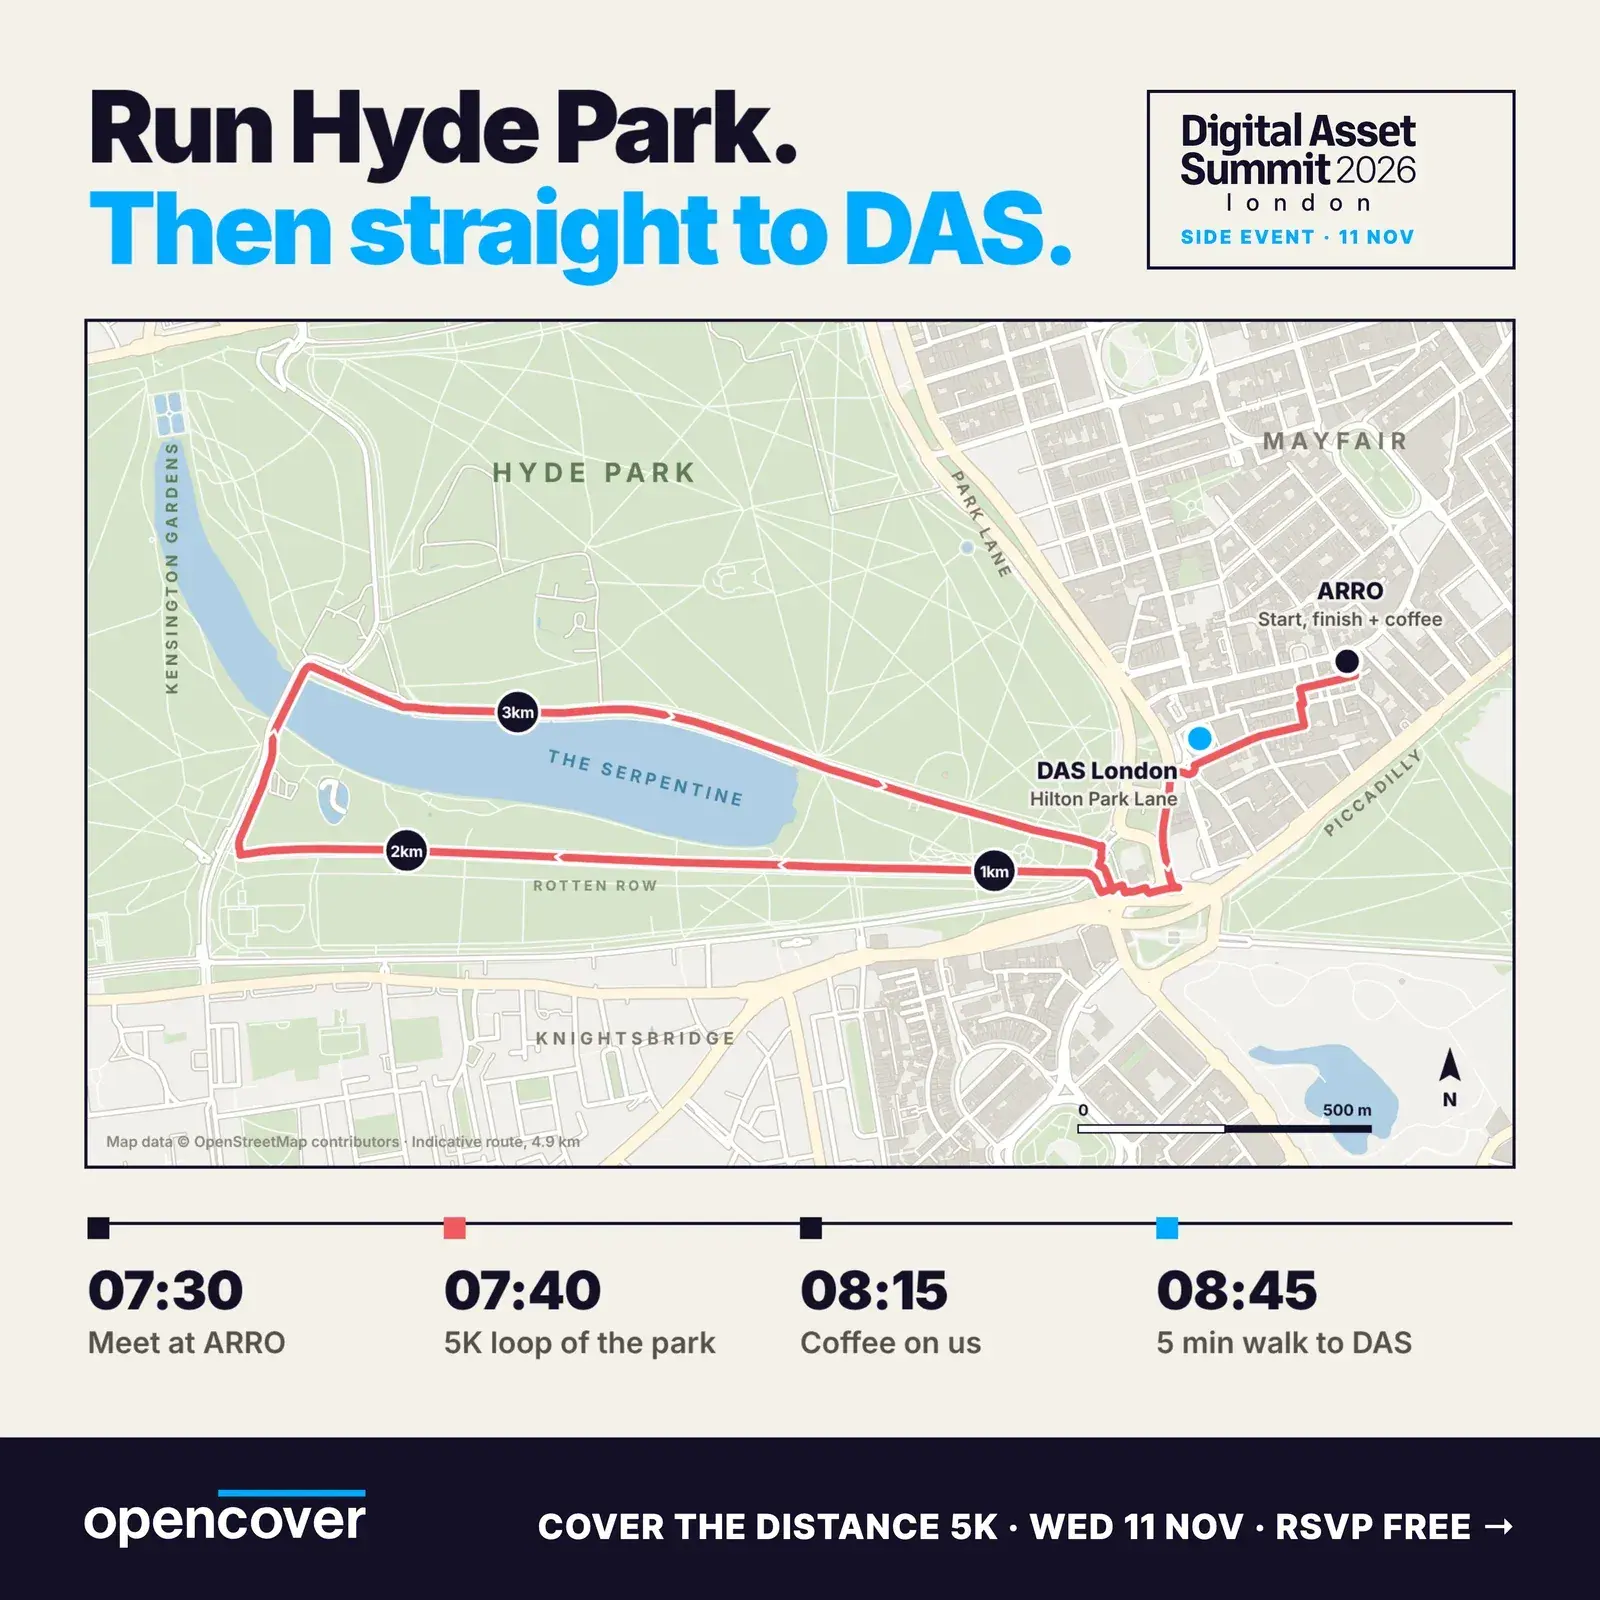 Run Hyde Park.
Then straight to DAS.
Digital Asset
Summit 2026
london
SIDE EVENT · 11 NOV
HYDE PARK
MAYFAIR
KENSINGTON GARDENS
PARK LANE
ARRO
Start, finish + coffee
3km
THE SERPENTINE
DAS London
Hilton Park Lane
PICCADILLY
2km
1km
ROTTEN ROW
KNIGHTSBRIDGE
N
0 500 m
Map data © OpenStreetMap contributors · Indicative route, 4.9 km
07:30
Meet at ARRO
07:40
5K loop of the park
08:15
Coffee on us
08:45
5 min walk to DAS
opencover
COVER THE DISTANCE 5K · WED 11 NOV · RSVP FREE →